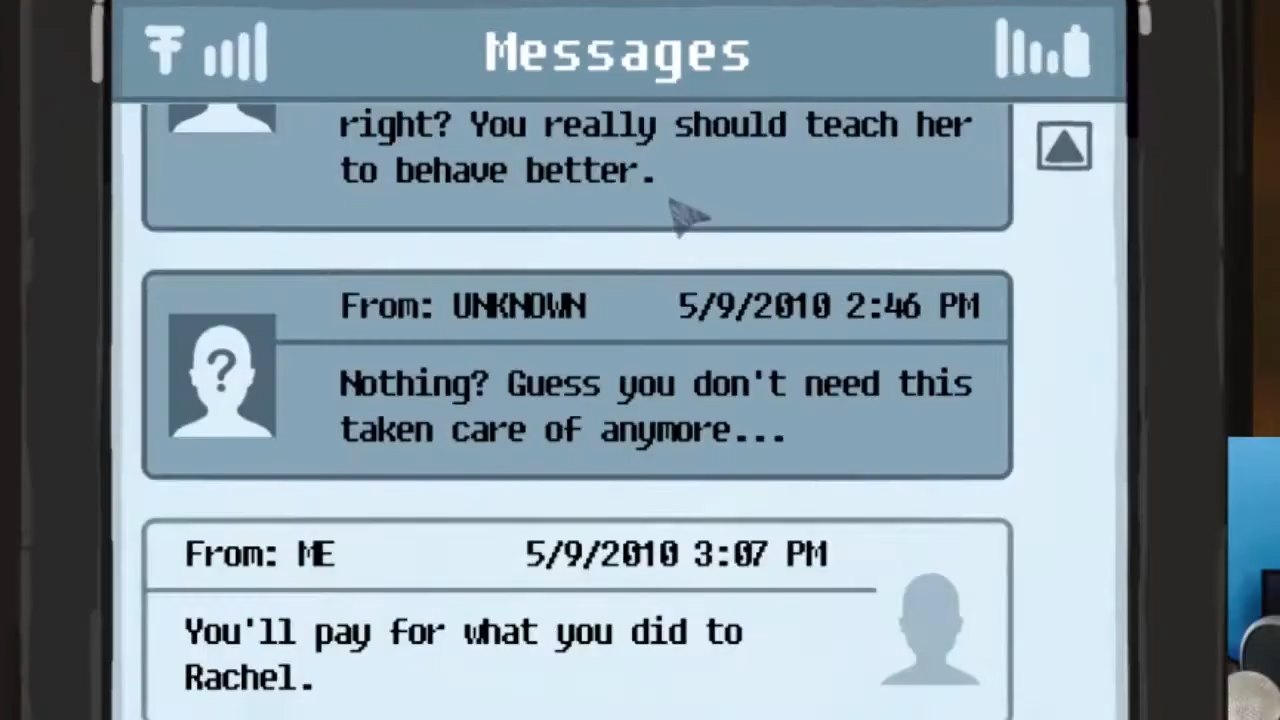 Messages
right? You really should teach her
to behave better.
From: UNKNOWN 5/9/2010 2:46 PM
Nothing? Guess you don't need this
taken care of anymore...
From: ME 5/9/2010 3:07 PM
You'll pay for what you did to
Rachel.